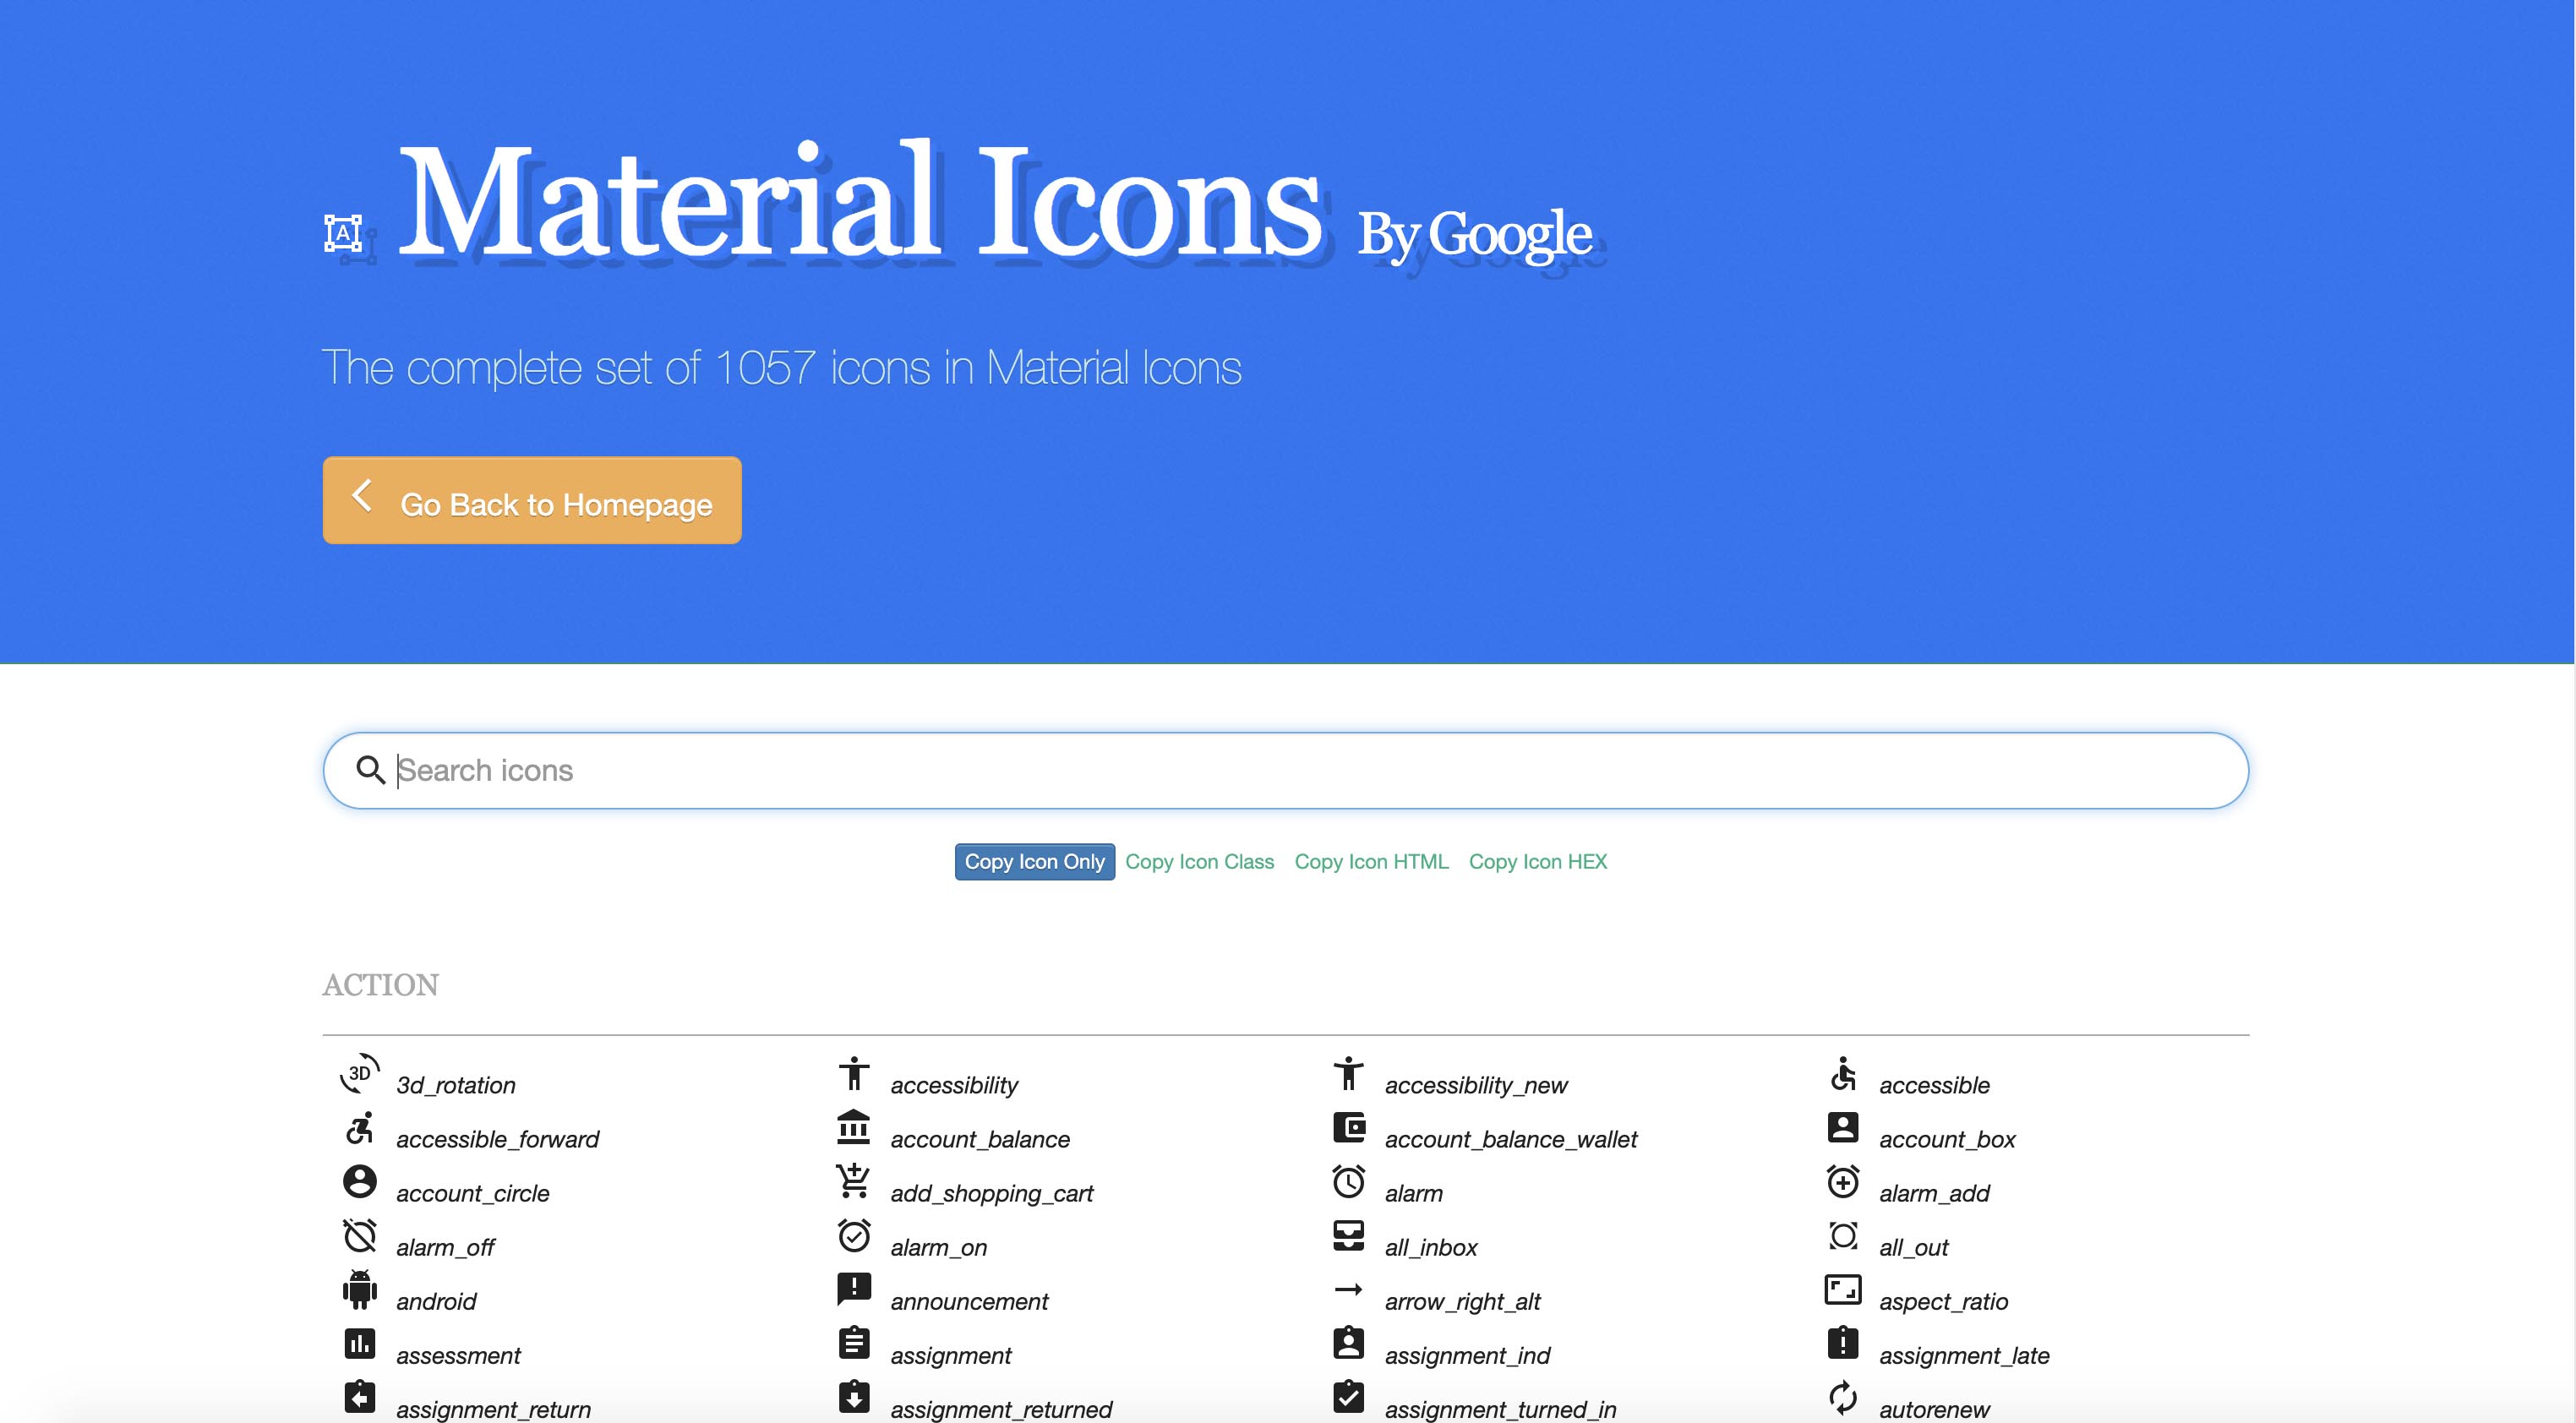 A Material Icons By Google
The complete set of 1057 icons in Material Icons
Go Back to Homepage
Search icons
Copy Icon Only Copy Icon Class Copy Icon HTML Copy Icon HEX
ACTION
3D 3d_rotation accessibility accessibility_new accessible
accessible_forward account_balance account_balance_wallet account_box
account_circle add_shopping_cart alarm alarm_add
alarm_off alarm_on all_inbox all_out
android announcement arrow_right_alt aspect_ratio
assessment assignment assignment_ind assignment_late
assignment_return assignment_returned assignment_turned_in autorenew